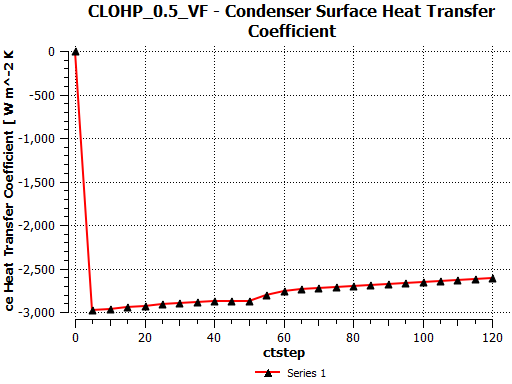 CLOHP_0.5_VF - Condenser Surface Heat Transfer
Coefficient
ce Heat Transfer Coefficient [ W m^-2 K
0
-500
-1,000
-1,500
-2,000
-2,500
-3,000
0 20 40 60 80 100 120
ctstep
Series 1